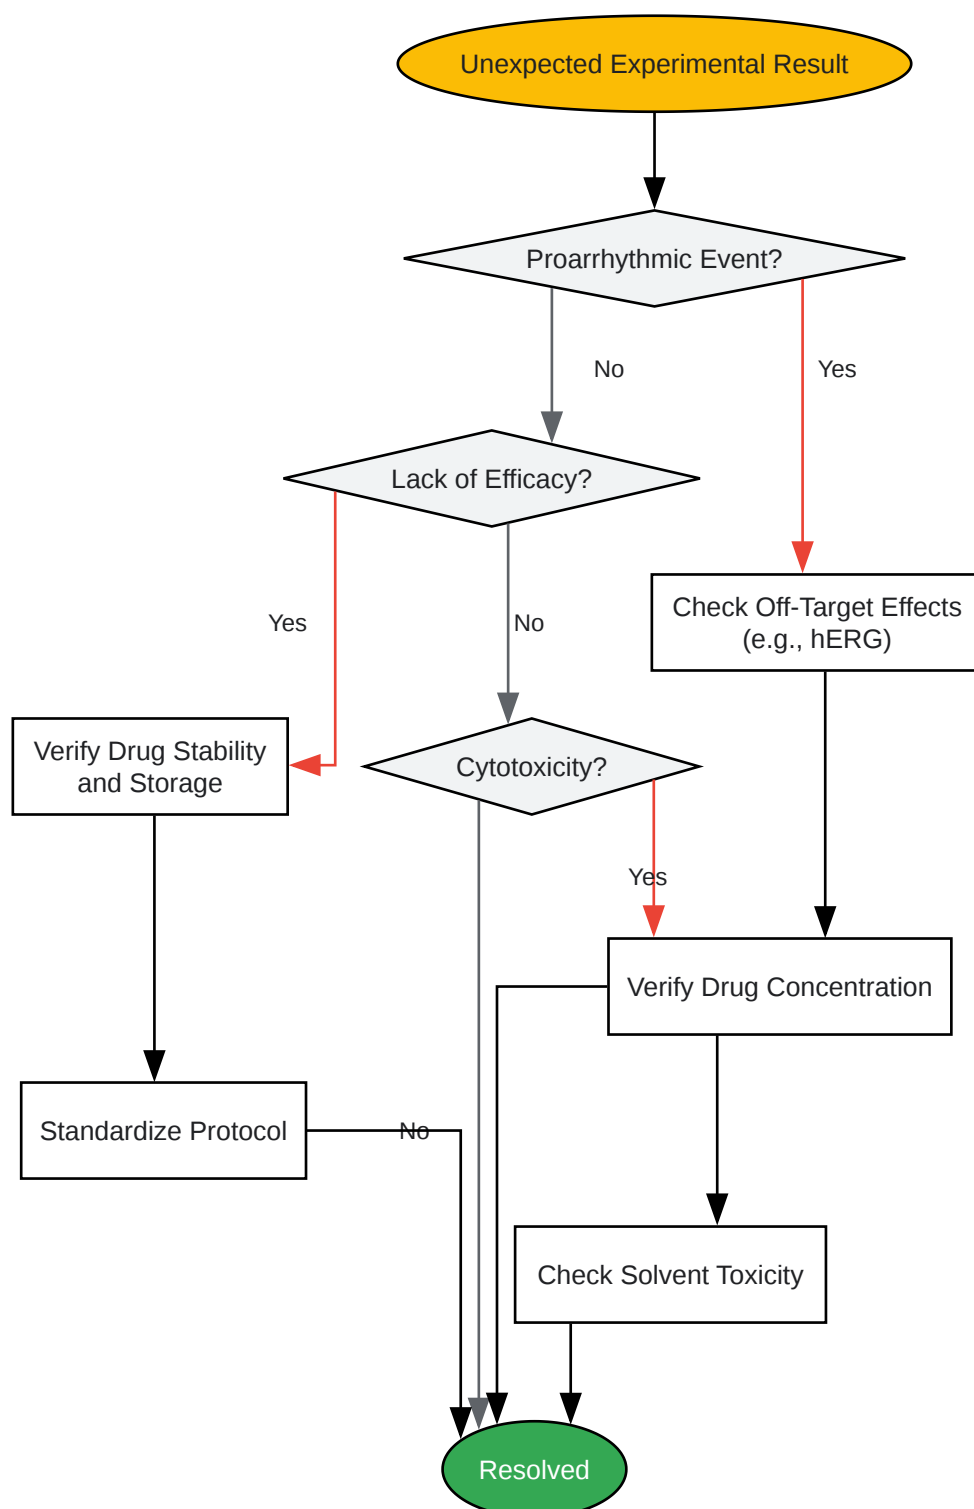 Unexpected Experimental Result
Proarrhythmic Event?
No
Yes
Lack of Efficacy?
Check Off-Target Effects
(e.g., hERG)
Yes
No
Verify Drug Stability
and Storage
Cytotoxicity?
Yes
Verify Drug Concentration
Standardize Protocol
No
Check Solvent Toxicity
Resolved